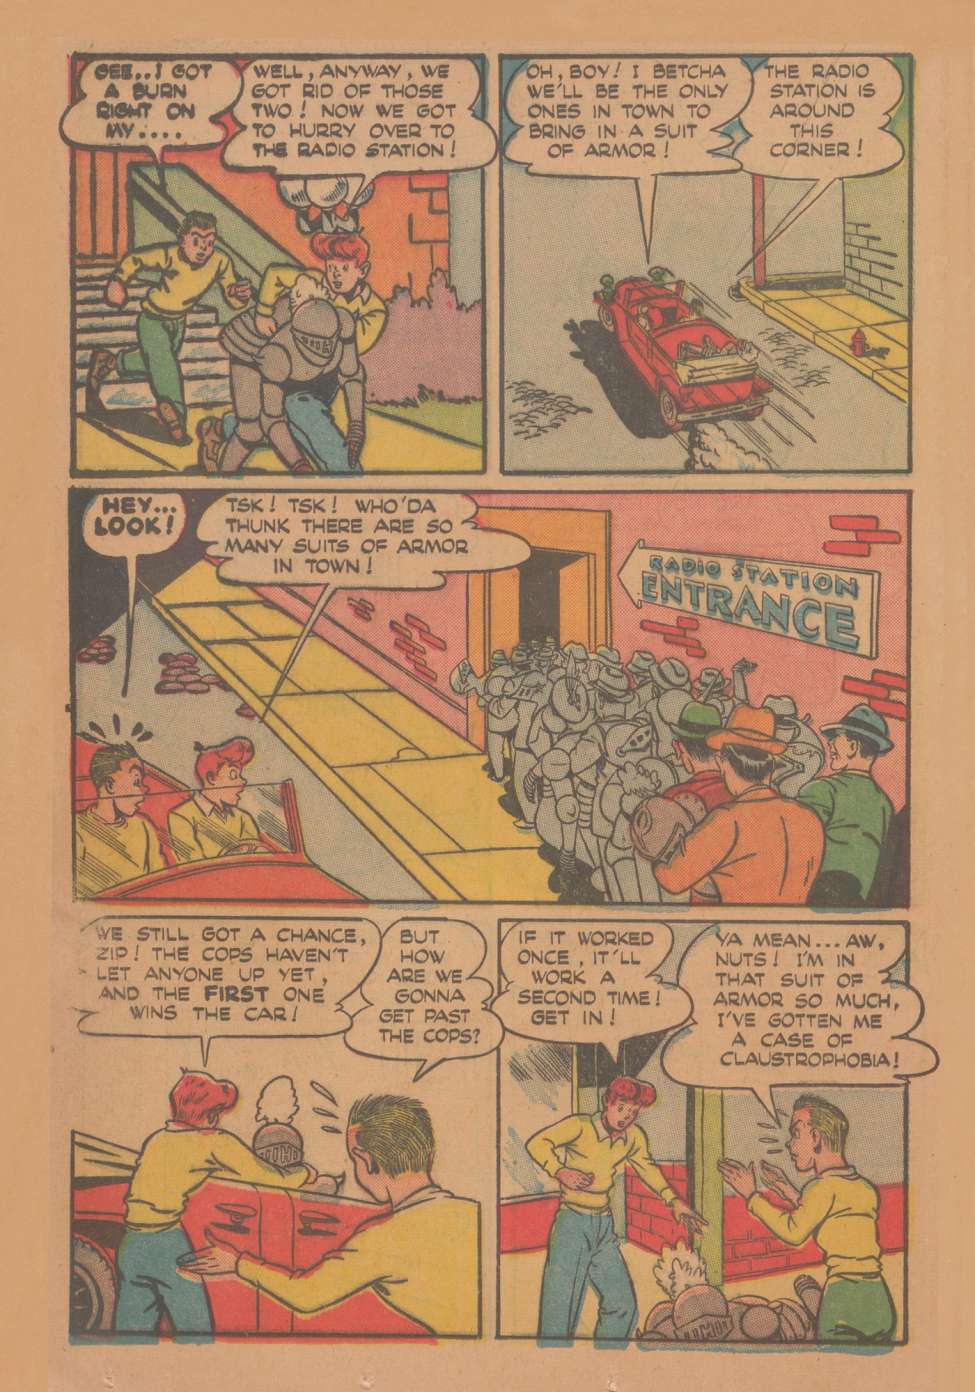 GEE... I GOT
A BURN
RIGHT ON
MY....
WELL, ANYWAY, WE
GOT RID OF THOSE
TWO! NOW WE GOT
TO HURRY OVER TO
THE RADIO STATION!
OH, BOY! I BETCHA
WE'LL BE THE ONLY
ONES IN TOWN TO
BRING IN A SUIT
OF ARMOR!
THE RADIO
STATION IS
AROUND
THIS
CORNER!
HEY...
LOOK!
TSK! TSK! WHO'DA
THUNK THERE ARE SO
MANY SUITS OF ARMOR
IN TOWN!
RADIO STATION
ENTRANCE
WE STILL GOT A CHANCE,
ZIP! THE COPS HAVEN'T
LET ANYONE UP YET,
AND THE FIRST ONE
WINS THE CAR!
BUT
HOW
ARE WE
GONNA
GET PAST
THE COPS?
IF IT WORKED
ONCE, IT'LL
WORK A
SECOND TIME!
GET IN!
YA MEAN... AW,
NUTS! I'M IN
THAT SUIT OF
ARMOR SO MUCH,
I'VE GOTTEN ME
A CASE OF
CLAUSTROPHOBIA!